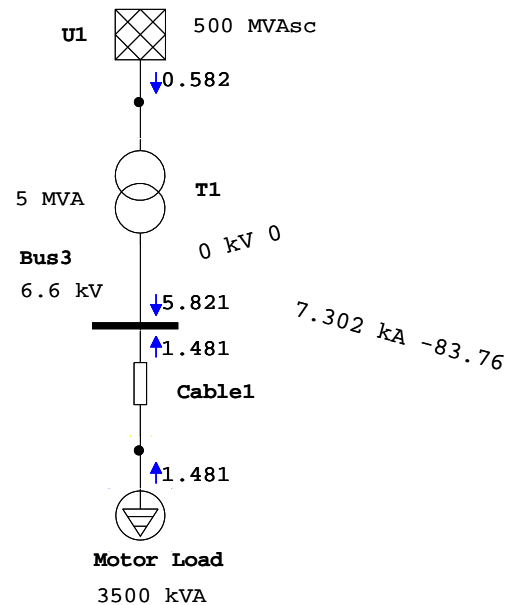 U1
500 MVAsc
0.582
5 MVA
T1
0 kV 0
Bus3
6.6 kV
5.821
7.302 kA -83.76
1.481
Cable1
1.481
Motor Load
3500 kVA